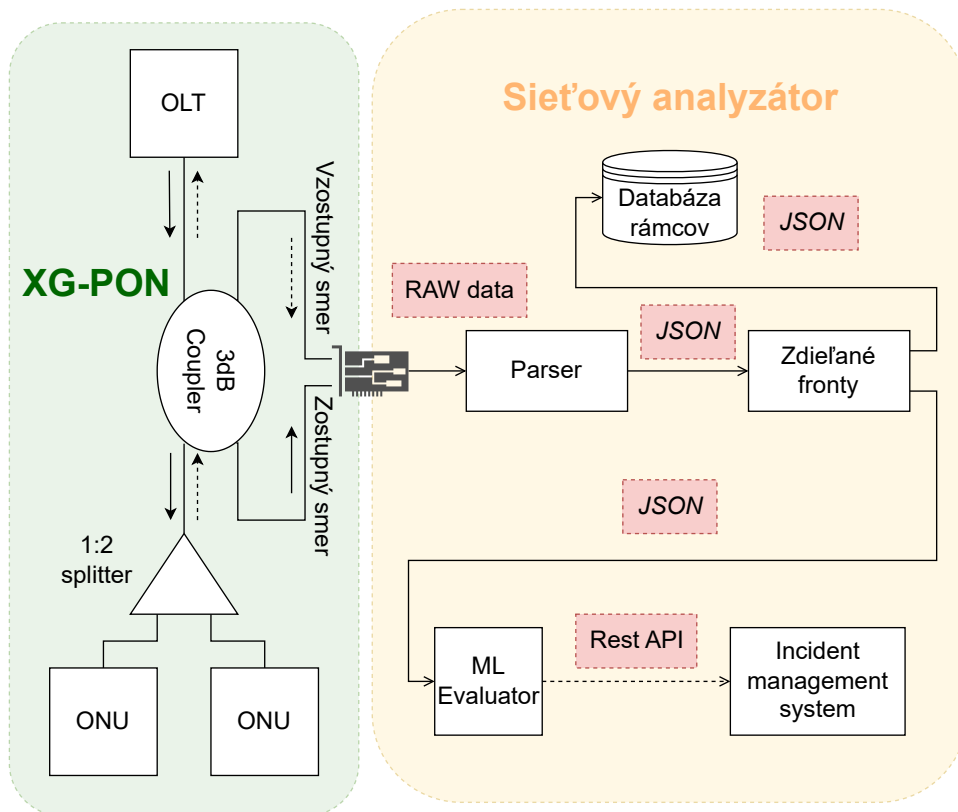 OLT
XG-PON
3dB
Coupler
Vzostupný smer
Zostupný smer
1:2
splitter
ONU
ONU
Sieťový analyzátor
Databáza
rámcov
JSON
RAW data
JSON
Parser
Zdieľané
fronty
JSON
ML
Evaluator
Rest API
Incident
management
system